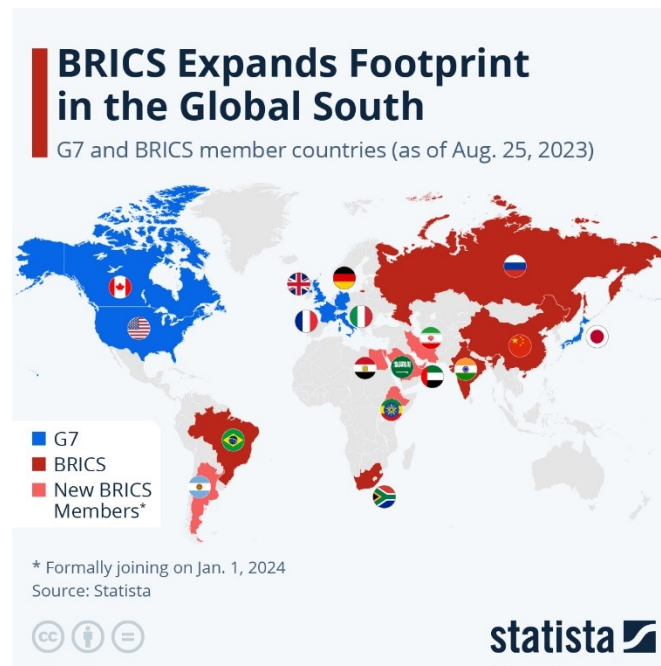 BRICS Expands Footprint
in the Global South
G7 and BRICS member countries (as of Aug. 25, 2023)
G7
BRICS
New BRICS
Members*
* Formally joining on Jan. 1, 2024
Source: Statista
cc
statista